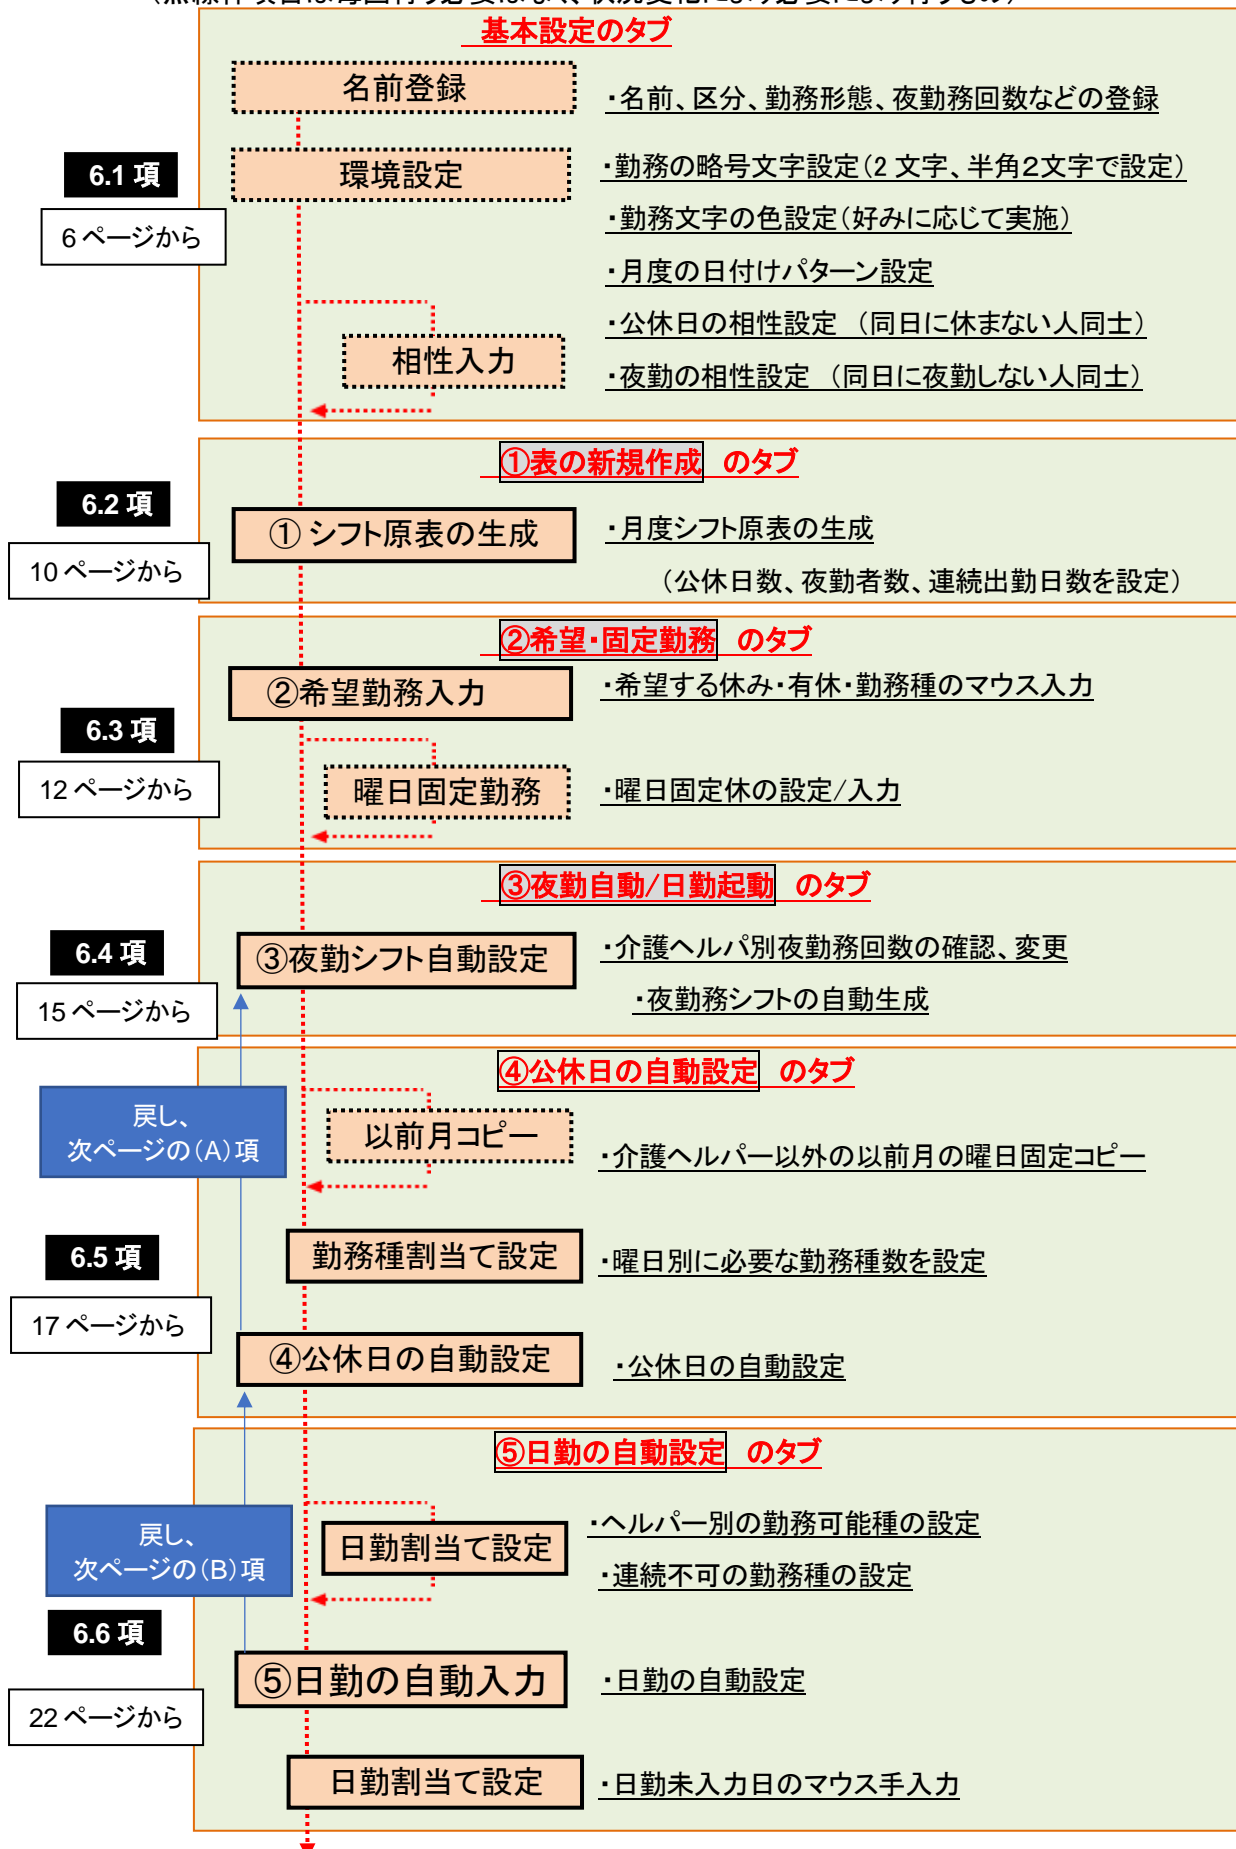 基本設定のタブ
名前登録
・名前、区分、勤務形態、夜勤務回数などの登録
6.1 項
6 ページから
環境設定
・勤務の略号文字設定(2 文字、半角2文字で設定)
・勤務文字の色設定(好みに応じて実施)
・月度の日付けパターン設定
・公休日の相性設定 (同日に休まない人同士)
相性入力
・夜勤の相性設定 (同日に夜勤しない人同士)
①表の新規作成 のタブ
6.2 項
10 ページから
① シフト原表の生成
・月度シフト原表の生成
(公休日数、夜勤者数、連続出勤日数を設定)
②希望・固定勤務 のタブ
②希望勤務入力
・希望する休み・有休・勤務種のマウス入力
6.3 項
12 ページから
曜日固定勤務
・曜日固定休の設定/入力
③夜勤自動/日勤起動 のタブ
6.4 項
15 ページから
③夜勤シフト自動設定
・介護ヘルパ別夜勤務回数の確認、変更
・夜勤務シフトの自動生成
④公休日の自動設定 のタブ
戻し、
次ページの(A)項
以前月コピー
・介護ヘルパー以外の以前月の曜日固定コピー
6.5 項
17 ページから
勤務種割当て設定
・曜日別に必要な勤務種数を設定
④公休日の自動設定
・公休日の自動設定
⑤日勤の自動設定 のタブ
戻し、
次ページの(B)項
日勤割当て設定
・ヘルパー別の勤務可能種の設定
・連続不可の勤務種の設定
6.6 項
22 ページから
⑤日勤の自動入力
・日勤の自動設定
日勤割当て設定
・日勤未入力日のマウス手入力